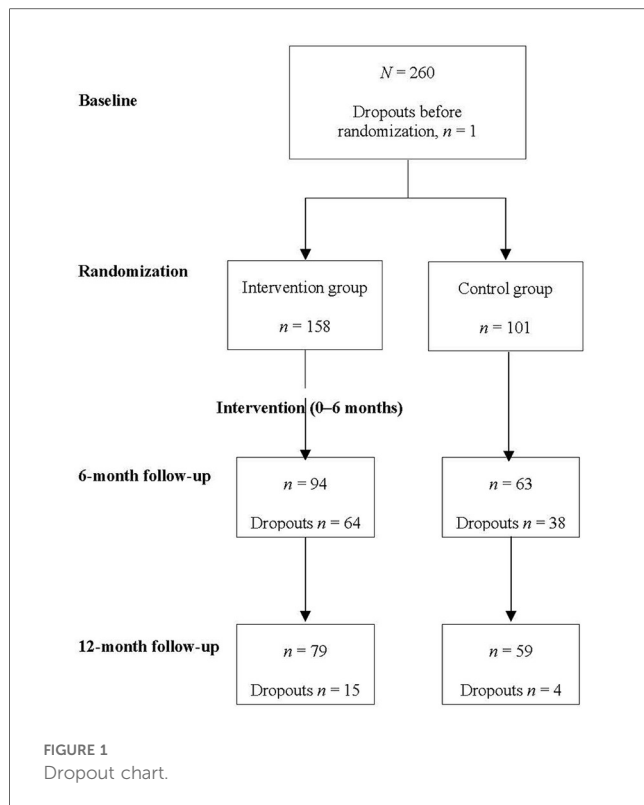 Baseline
N = 260
Dropouts before
randomization, n = 1
Randomization
Intervention group
n = 158
Control group
n = 101
Intervention (0–6 months)
6-month follow-up
n = 94
Dropouts n = 64
n = 63
Dropouts n = 38
12-month follow-up
n = 79
Dropouts n = 15
n = 59
Dropouts n = 4
FIGURE 1
Dropout chart.